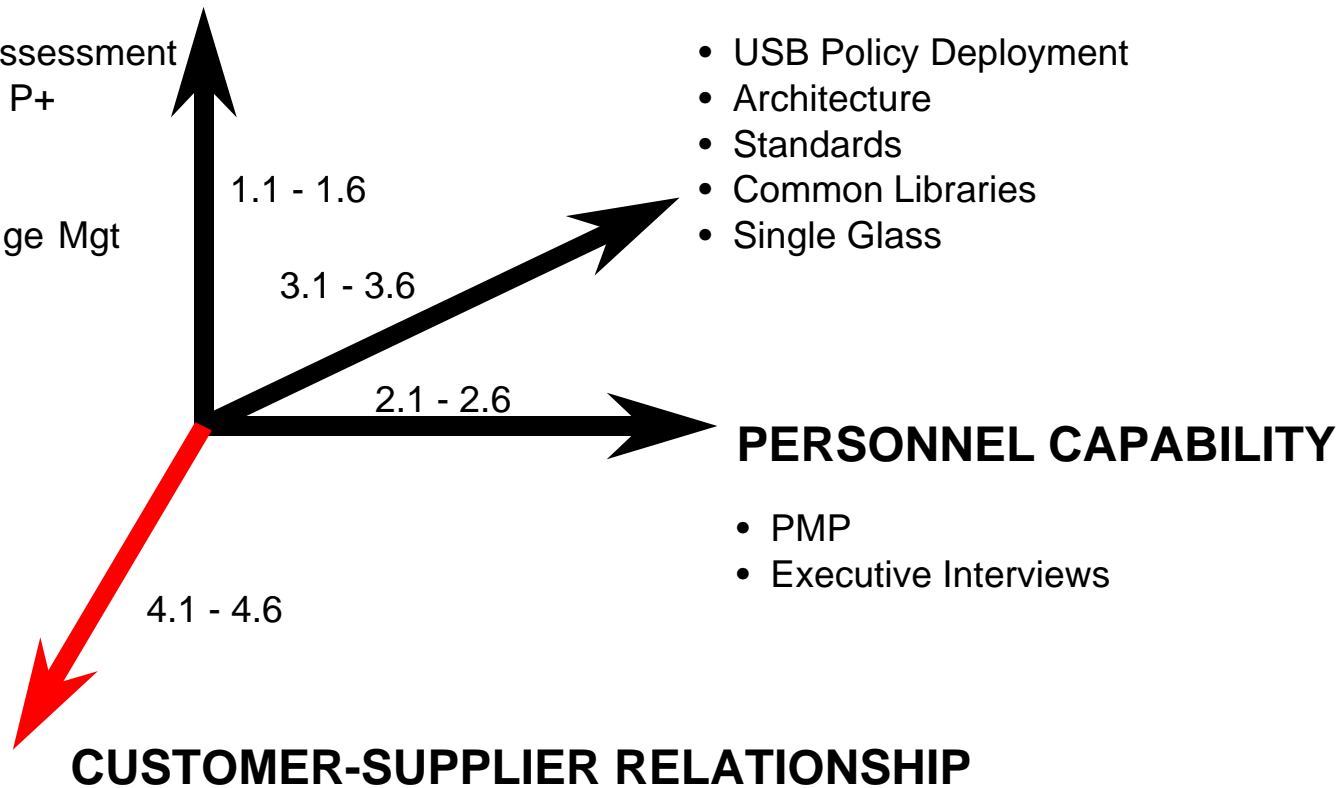 ssessment
P+
ge Mgt
1.1 - 1.6
• USB Policy Deployment
• Architecture
• Standards
• Common Libraries
• Single Glass
3.1 - 3.6
2.1 - 2.6
PERSONNEL CAPABILITY
• PMP
• Executive Interviews
4.1 - 4.6
CUSTOMER-SUPPLIER RELATIONSHIP